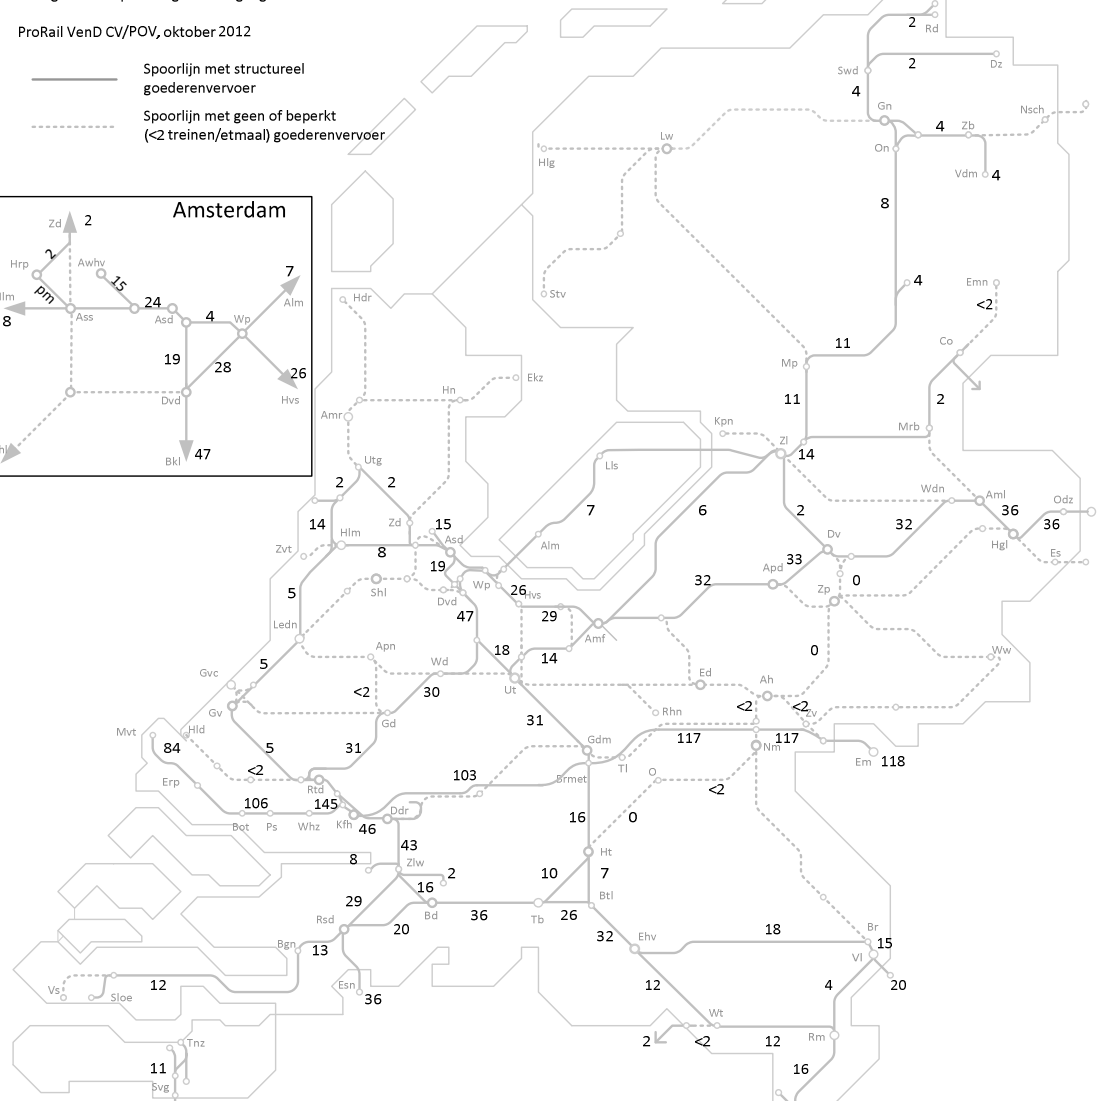 ProRail VenD CV/POV, oktober 2012
Spoorlijn met structureel
goederenvervoer
Spoorlijn met geen of beperkt
(<2 treinen/etmaal) goederenvervoer
Amsterdam
Zd 2
2
Hrp
Awhv
pm
15
7
Alm
24
8
Ass
Asd
4
Wp
19
28
26
Hvs
Dvd
Bkl 47
2
Rd
2
Dz
Swd
4
Gn
Nsch
4
Zb
On
Vdm 4
Lw
Hlg
8
Stv
4
Emn
<2
Hdr
11
Co
Mp
Ekz
Hn
11
2
Amr
Kpn
Mrb
Zl
14
Utg
Lls
2
2
7
6
2
Wdn
Aml
36
Odz
36
14
Zd
15
32
Hlm
8
Asd
Alm
Dv
Hgl
Zvt
19
33
Es
Shl
Wp
26
Hvs
32
Apd
0
5
Dvd
47
29
Zp
Ledn
Amf
Apn
Wd
18
14
0
Ww
5
Gvc
<2
30
Ut
Ed
Ah
Gv
Gd
31
Rhn
<2
<2
Zv
Mvt
84
Hld
5
31
Gdm
117
117
Nm
Em 118
Erp
<2
Rtd
103
Brmet
Tl
O
<2
106
145
Bot
Ps
Whz
Kfh
46
Ddr
16
0
43
8
Zlw
Ht
2
16
10
7
29
Btl
Rsd
20
Bd
36
Tb
26
Br
32
Ehv
18
15
Bgn
13
Vl
Vs
Sloe
12
Esn
36
12
4
20
Wt
Tnz
2
<2
12
Rm
11
16
Svg